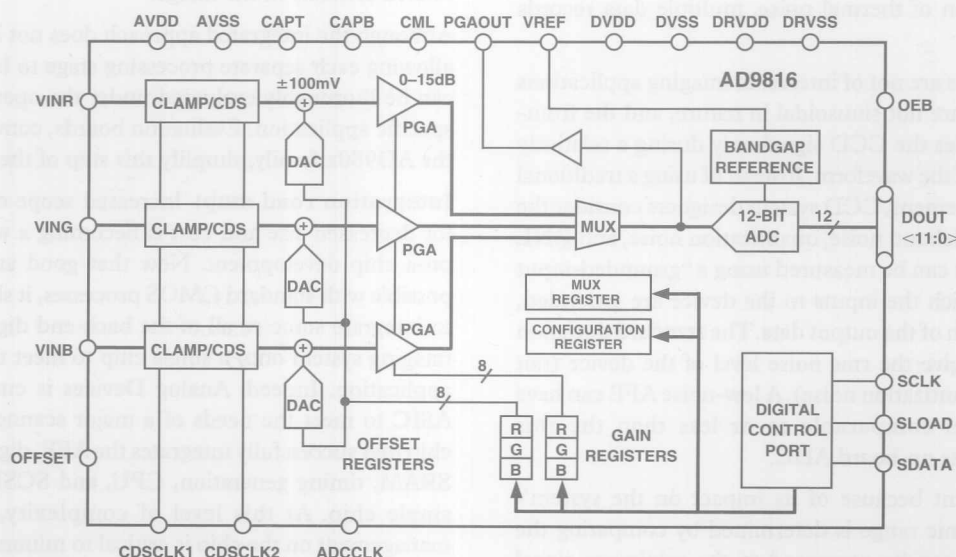 AVDD AVSS CAPT CAPB CML PGAOUT VREF DVDD DVSS DRVDD DRVSS
±100mV 0–15dB AD9816
VINR CLAMP/CDS + PGA OEB
DAC BANDGAP REFERENCE
VING CLAMP/CDS + PGA MUX 12-BIT ADC 12 DOUT <11:0>
DAC MUX REGISTER
PGA CONFIGURATION REGISTER
VINB CLAMP/CDS + 8
DAC 8 SCLK
OFFSET REGISTERS R G B R G B GAIN REGISTERS DIGITAL CONTROL PORT SLOAD
OFFSET SDATA
CDSCLK1 CDSCLK2 ADCCLK